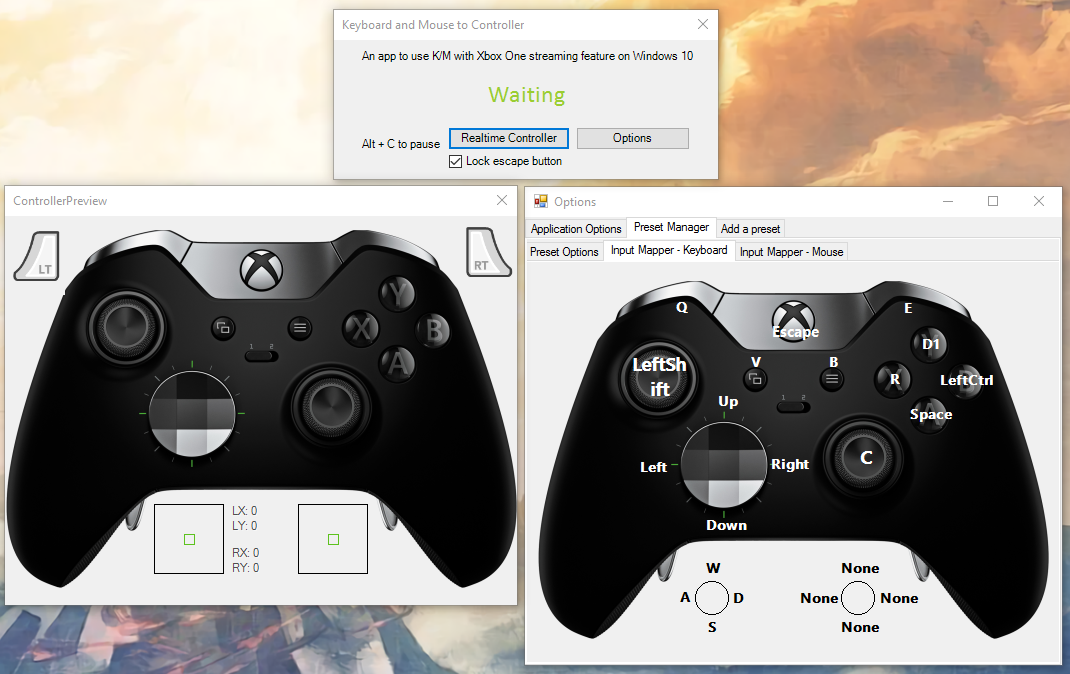 Keyboard and Mouse to Controller
An app to use K/M with Xbox One streaming feature on Windows 10
Waiting
Alt + C to pause
Realtime Controller
Options
Lock escape button
ControllerPreview
LT
RT
Y
X
B
A
1 2
LX: 0
LY: 0
RX: 0
RY: 0
Options
Application Options
Preset Manager
Add a preset
Preset Options
Input Mapper - Keyboard
Input Mapper - Mouse
Q
E
Escape
D1
LeftSh
ift
V
B
R
LeftCtrl
1 2
Up
Space
Left
Right
C
Down
W
A
D
S
None
None
None
None